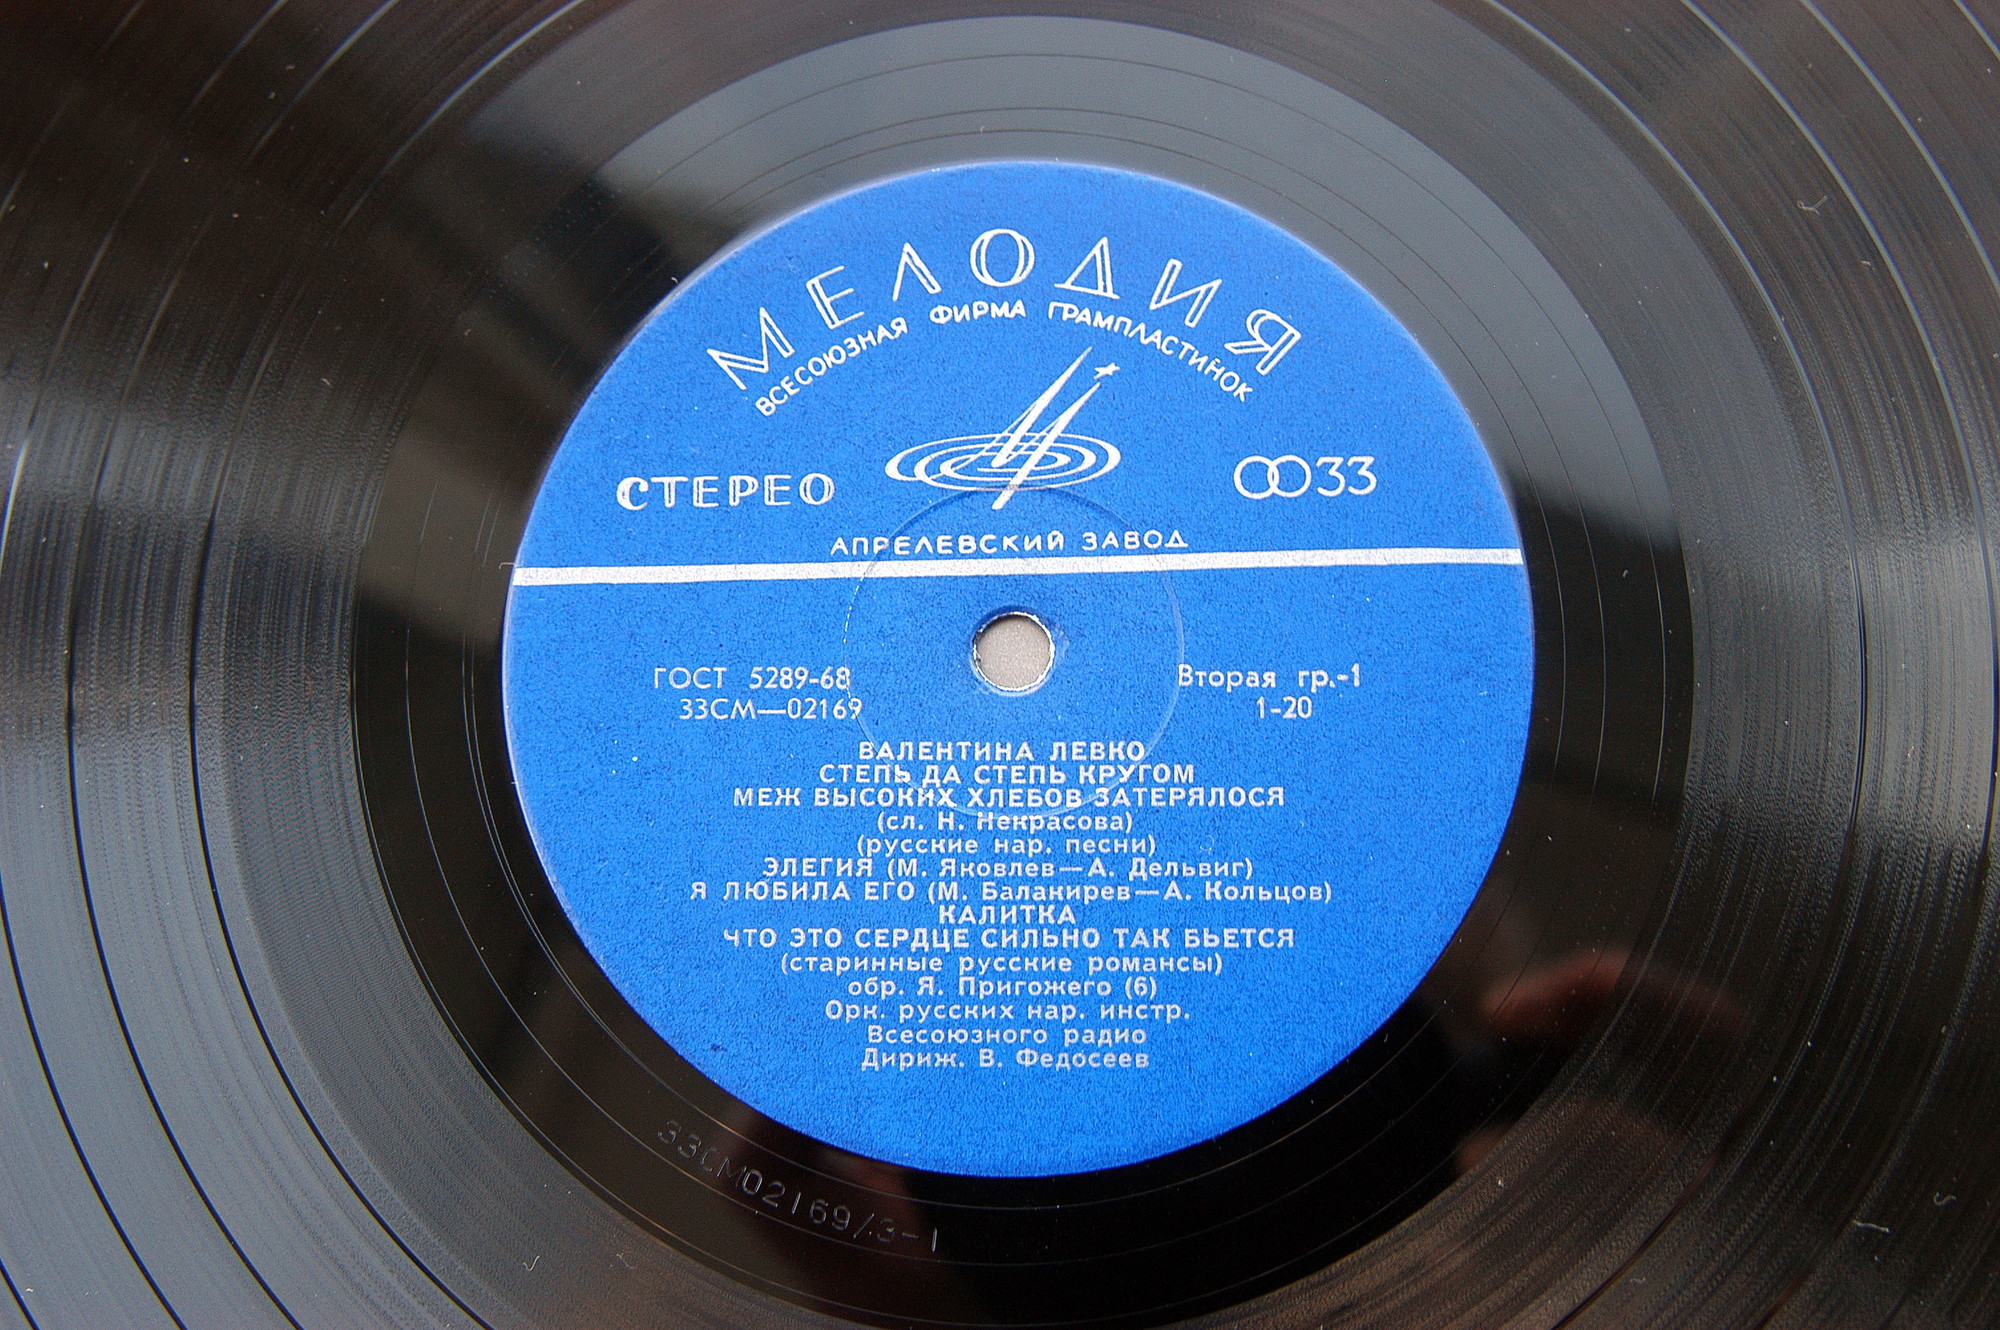 МЕЛОДИЯ
ВСЕСОЮЗНАЯ ФИРМА ГРАМПЛАСТИНОК
СТЕРЕО
33
АПРЕЛЕВСКИЙ ЗАВОД
ГОСТ 5289-68
Вторая гр.-1
33СМ—02169
1-20
ВАЛЕНТИНА ЛЕВКО
СТЕПЬ ДА СТЕПЬ КРУГОМ
МЕЖ ВЫСОКИХ ХЛЕБОВ ЗАТЕРЯЛОСЯ
(сл. Н. Некрасова)
(русские нар. песни)
ЭЛЕГИЯ (М. Яковлев—А. Дельвиг)
Я ЛЮБИЛА ЕГО (М. Балакирев—А. Кольцов)
КАЛИТКА
ЧТО ЭТО СЕРДЦЕ СИЛЬНО ТАК БЬЕТСЯ
(старинные русские романсы)
обр. Я. Пригожего (6)
Орк. русских нар. инстр.
Всесоюзного радио
Дириж. В. Федосеев
33СМ02169/3-1